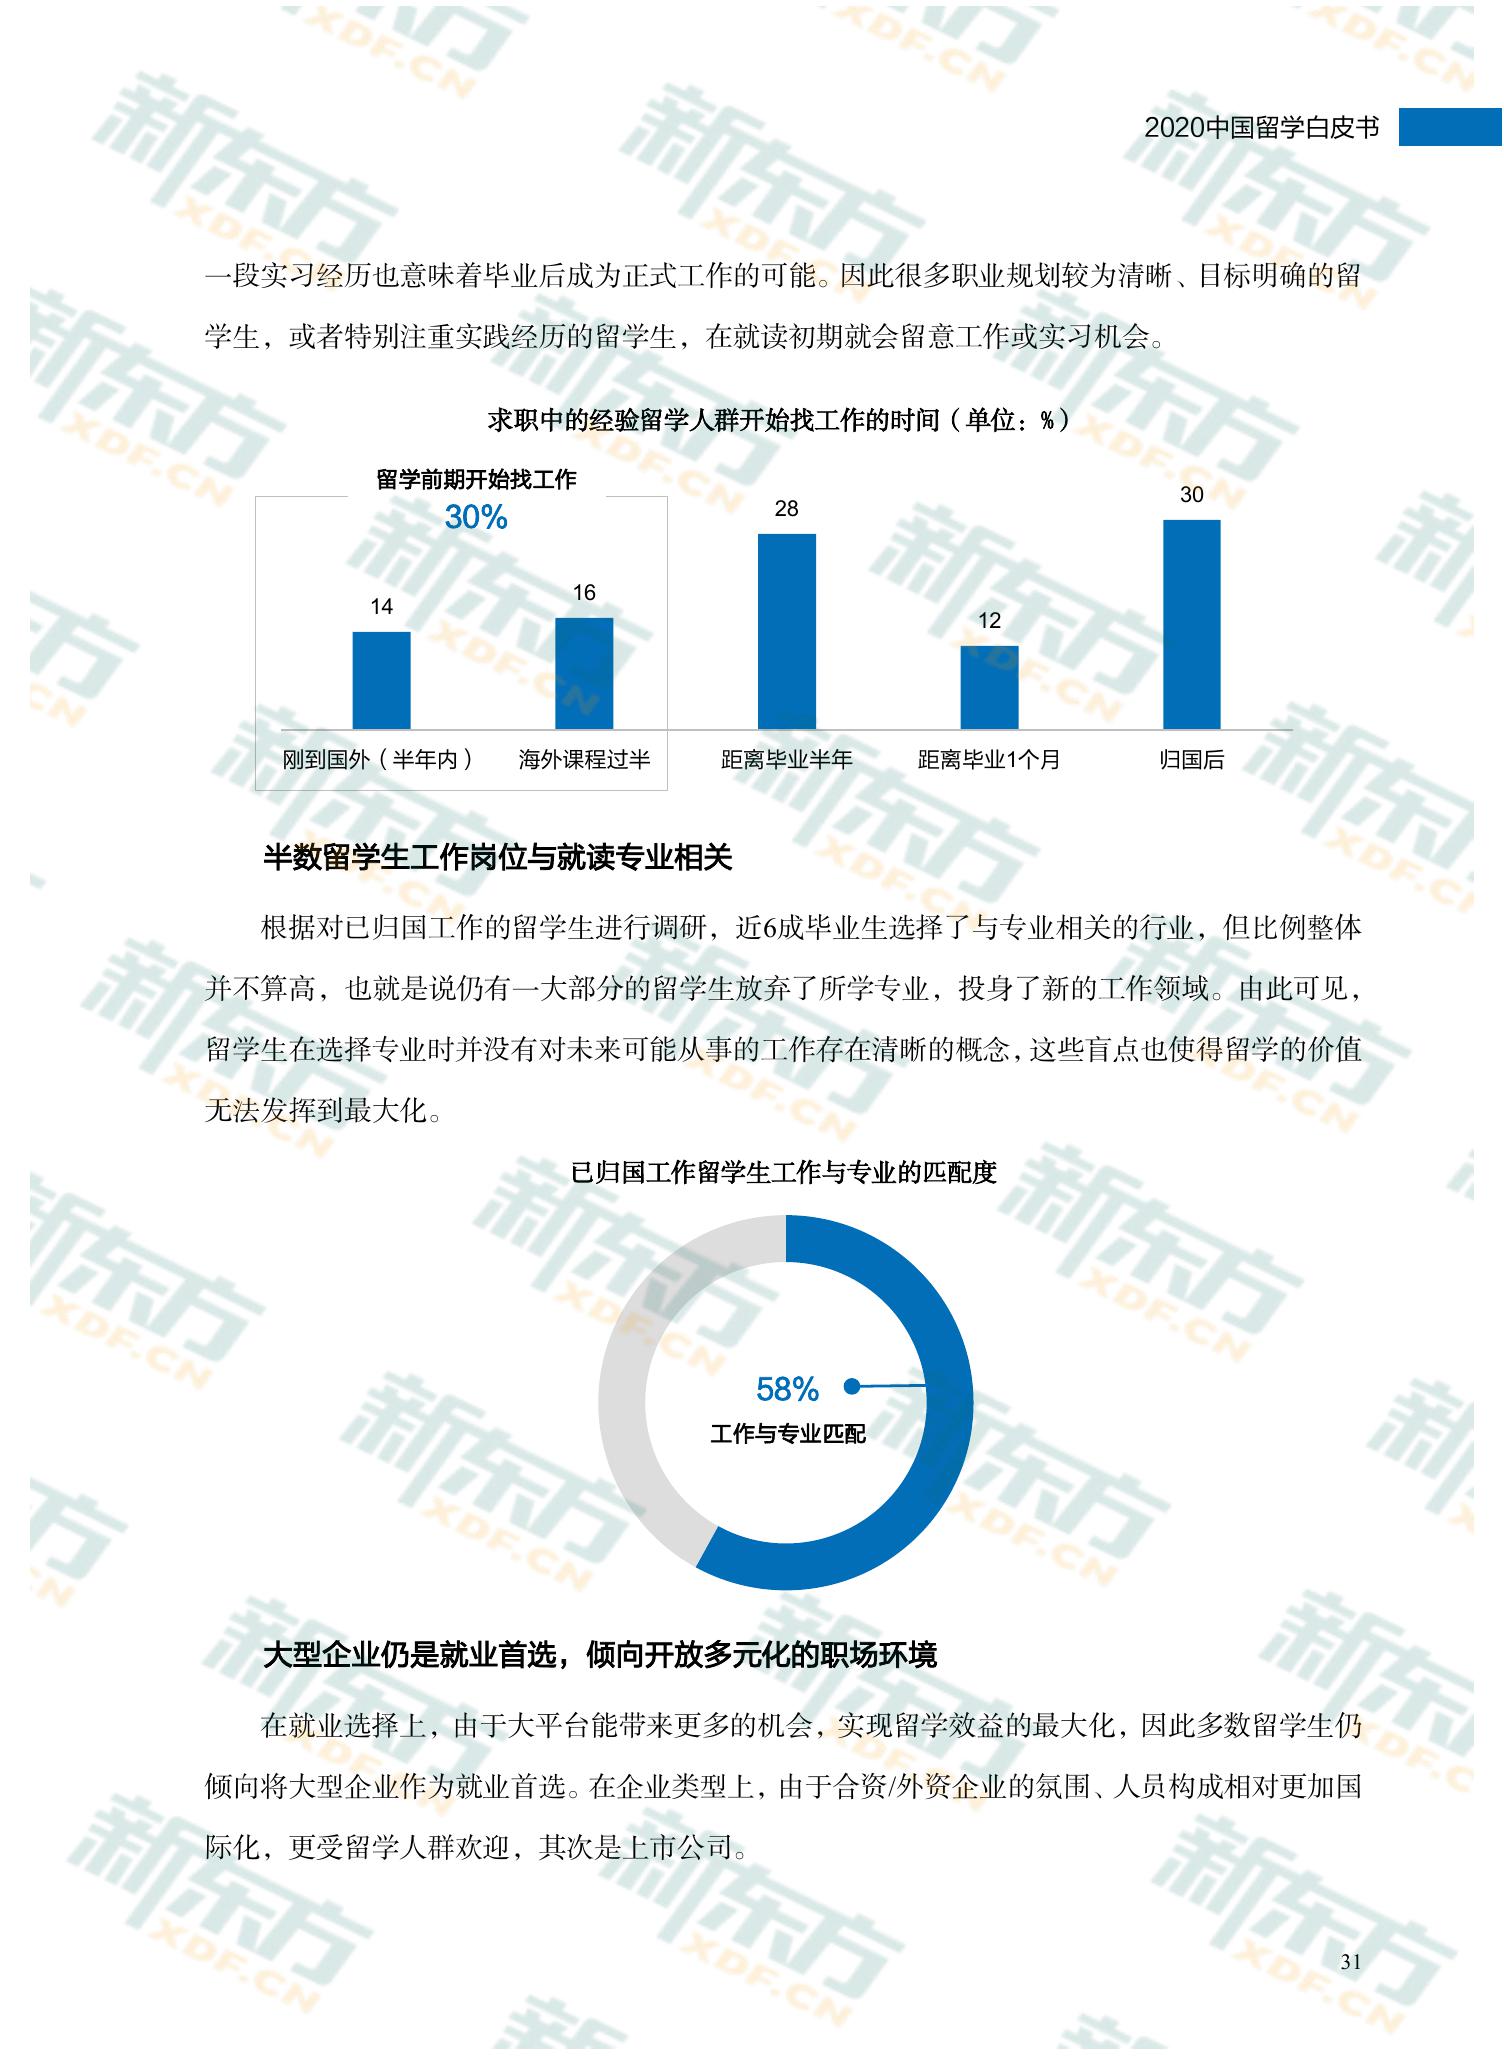 2020中国留学白皮书
一段实习经历也意味着毕业后成为正式工作的可能。因此很多职业规划较为清晰、目标明确的留
学生，或者特别注重实践经历的留学生，在就读初期就会留意工作或实习机会。
求职中的经验留学人群开始找工作的时间（单位：%）
留学前期开始找工作
30%
14
16
28
12
30
刚到国外（半年内）
海外课程过半
距离毕业半年
距离毕业1个月
归国后
半数留学生工作岗位与就读专业相关
根据对已归国工作的留学生进行调研，近6成毕业生选择了与专业相关的行业，但比例整体
并不算高，也就是说仍有一大部分的留学生放弃了所学专业，投身了新的工作领域。由此可见，
留学生在选择专业时并没有对未来可能从事的工作存在清晰的概念，这些盲点也使得留学的价值
无法发挥到最大化。
已归国工作留学生工作与专业的匹配度
58%
工作与专业匹配
大型企业仍是就业首选，倾向开放多元化的职场环境
在就业选择上，由于大平台能带来更多的机会，实现留学效益的最大化，因此多数留学生仍
倾向将大型企业作为就业首选。在企业类型上，由于合资/外资企业的氛围、人员构成相对更加国
际化，更受留学人群欢迎，其次是上市公司。
31
新东方
XDF.CN